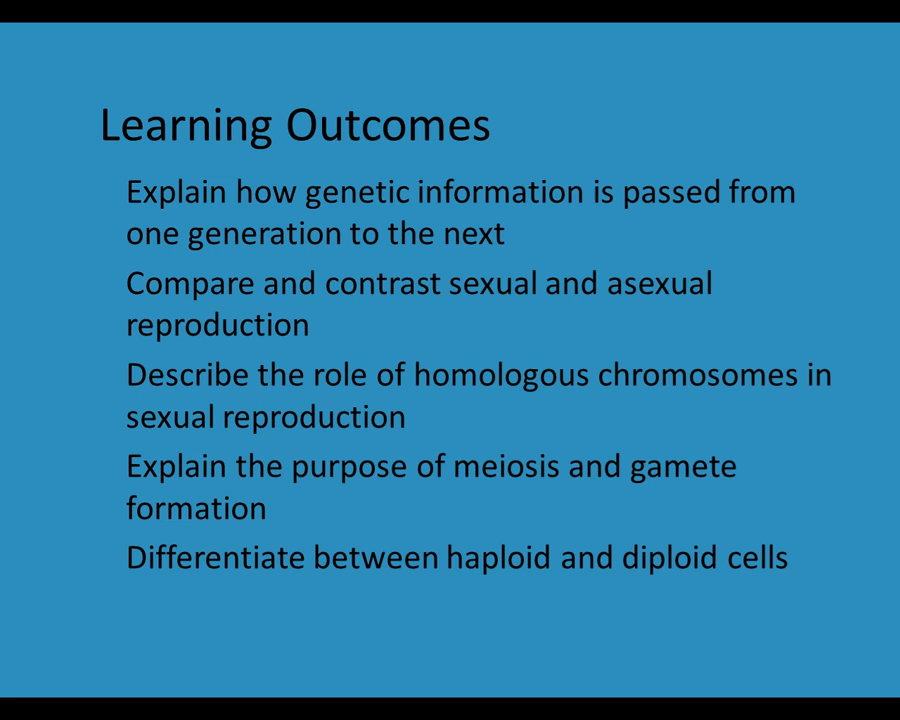 Learning Outcomes
Explain how genetic information is passed from
one generation to the next
Compare and contrast sexual and asexual
reproduction
Describe the role of homologous chromosomes in
sexual reproduction
Explain the purpose of meiosis and gamete
formation
Differentiate between haploid and diploid cells